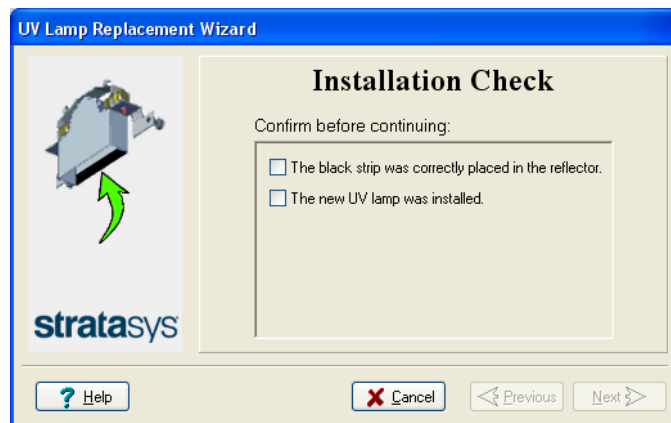 UV Lamp Replacement Wizard
Installation Check
Confirm before continuing:
The black strip was correctly placed in the reflector.
The new UV lamp was installed.
stratasys
? Help
Cancel
Previous
Next